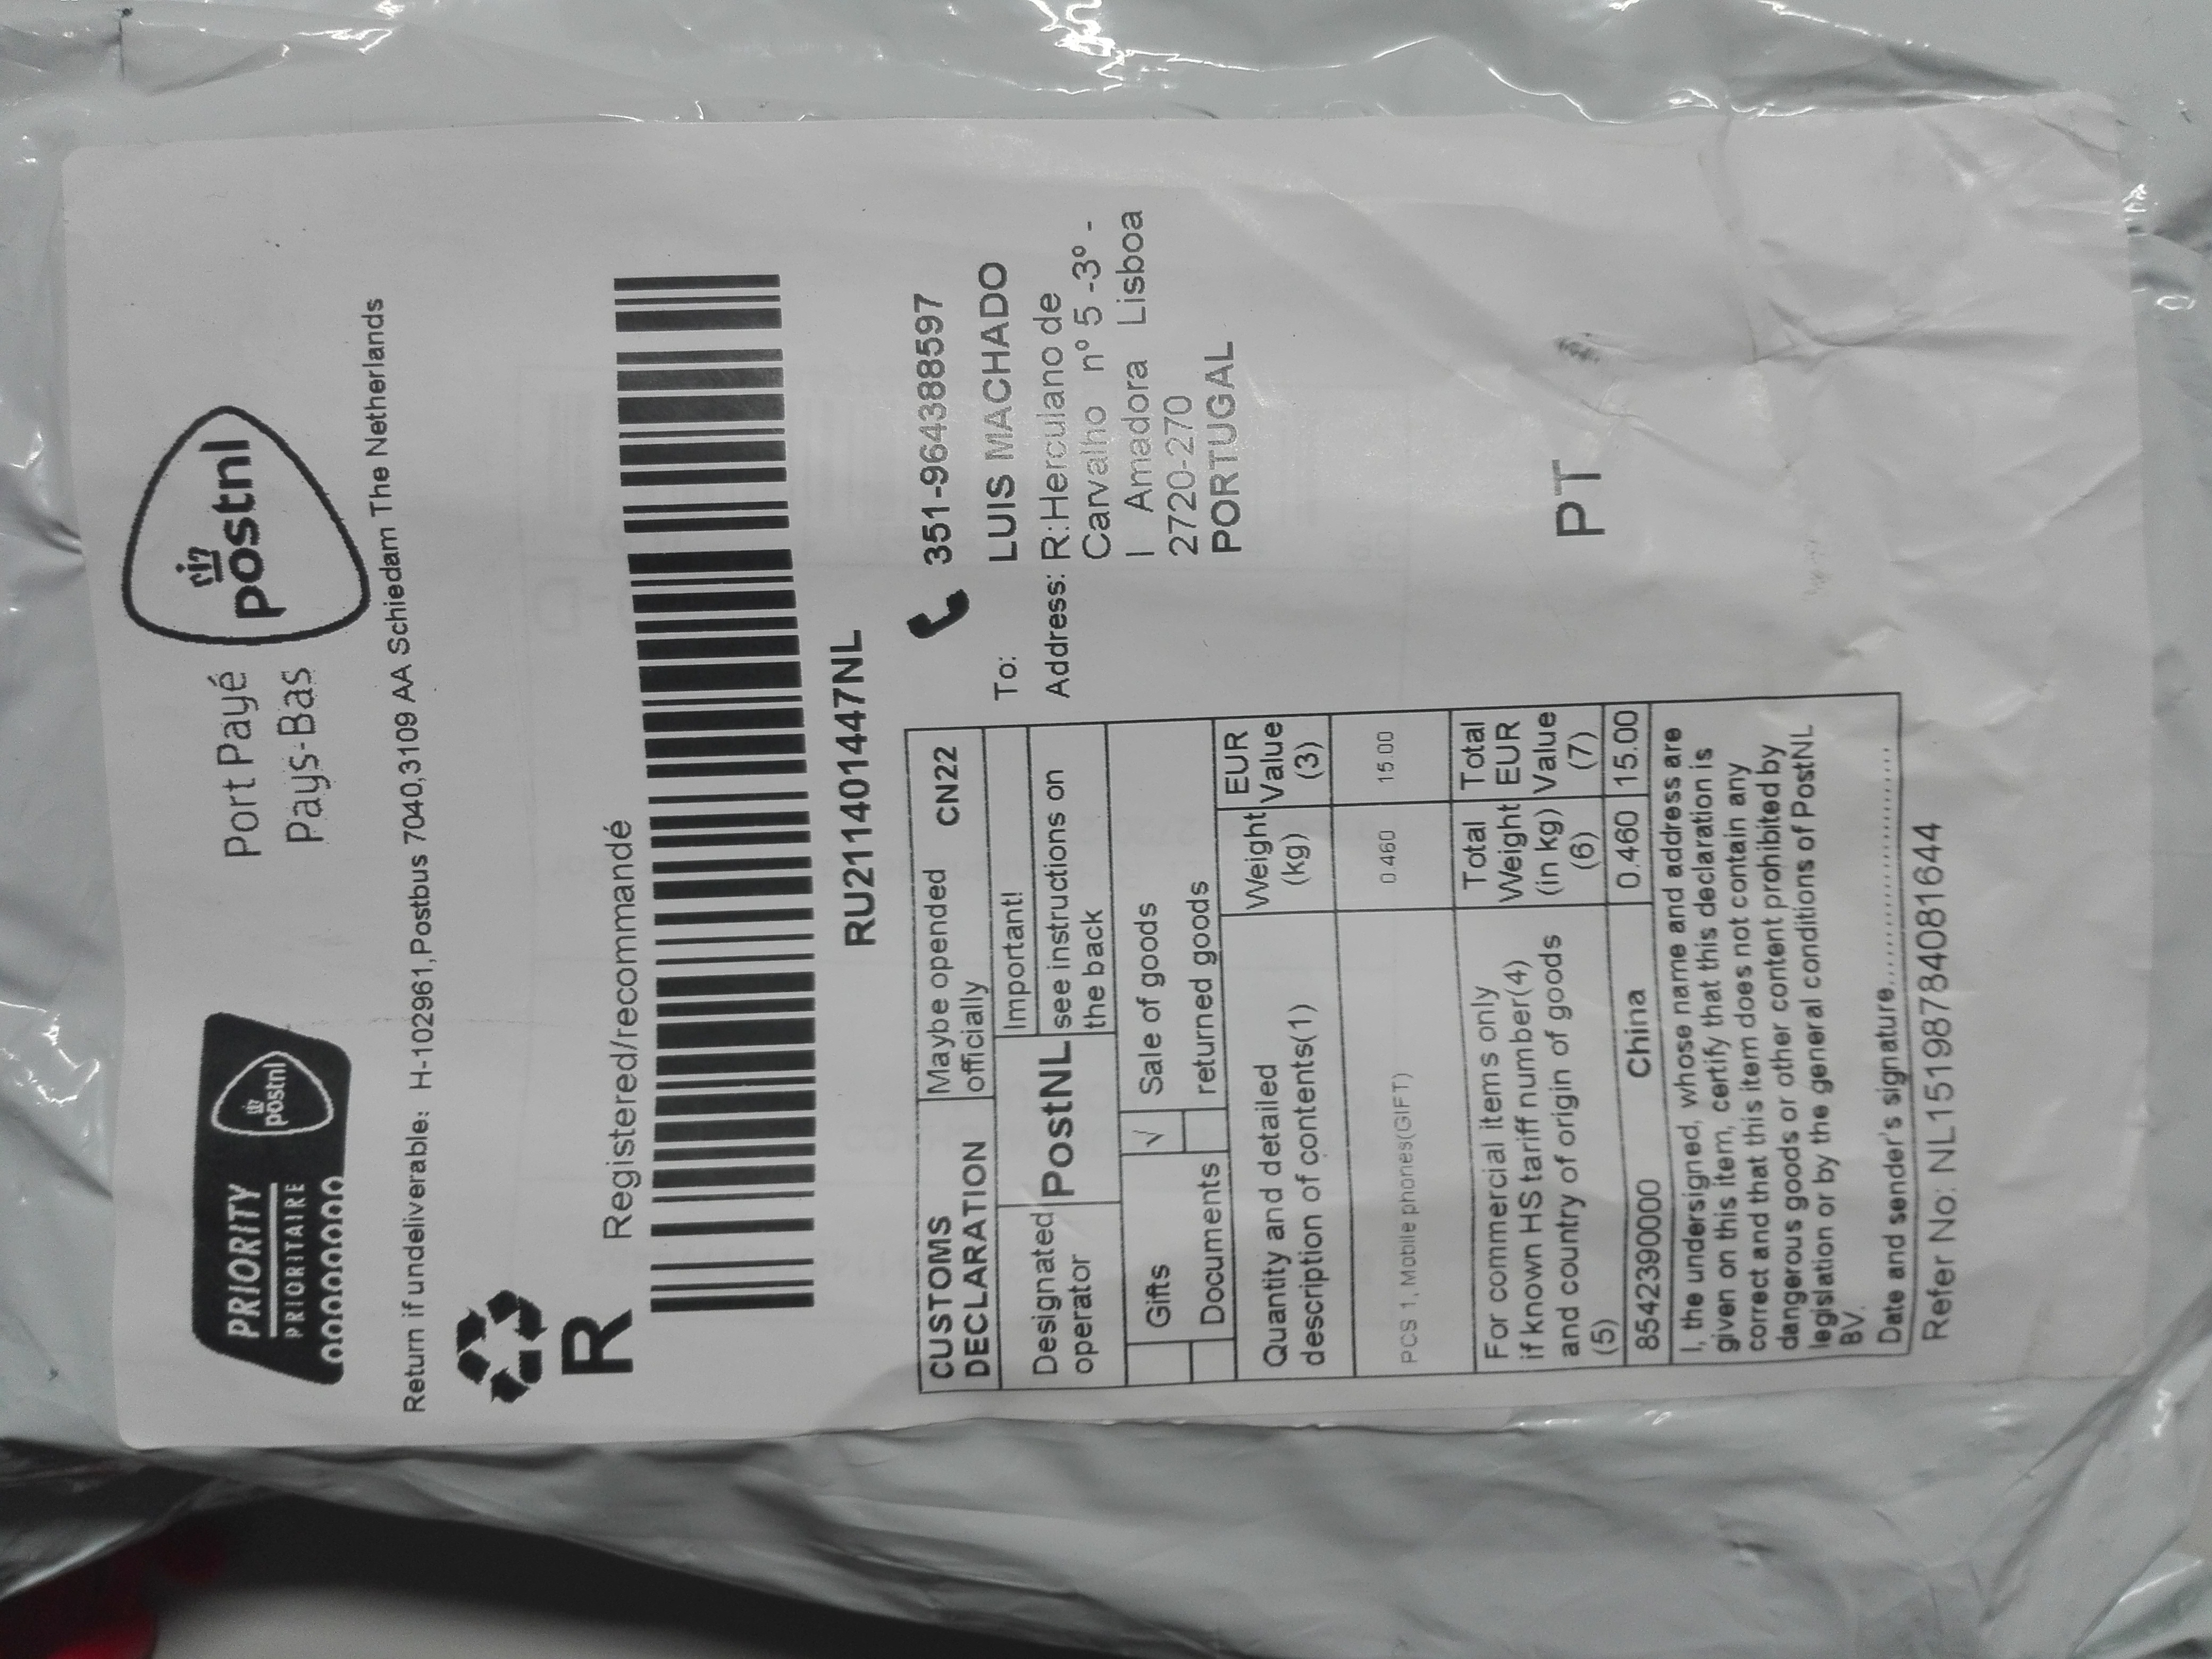 PRIORITY
PRIORITAIRE
postnl
Port Payé
Pays-Bas
postnl
Return if undeliverable: H-102961,Postbus 7040,3109 AA Schiedam The Netherlands
R Registered/recommandé
RU211401447NL
CUSTOMS DECLARATION
Maybe opened officially
CN22
Designated operator
PostNL
Important!
see instructions on the back
Gifts
√
Sale of goods
Documents
returned goods
Quantity and detailed description of contents(1)
Weight (kg)
EUR Value (3)
PCS 1, Mobile phones(GIFT)
0.460
15.00
For commercial items only
if known HS tariff number(4)
and country of origin of goods
(5)
Total Weight (in kg) (6)
Total EUR Value (7)
8542390000 China
0.460
15.00
I, the undersigned, whose name and address are
given on this item, certify that this declaration is
correct and that this item does not contain any
dangerous goods or other content prohibited by
legislation or by the general conditions of PostNL
BV.
Date and sender's signature...........................
Refer No: NL15198784081644
351-964388597
To: LUIS MACHADO
Address: R:Herculano de
Carvalho nº 5 -3º -
I Amadora Lisboa
2720-270
PORTUGAL
PT